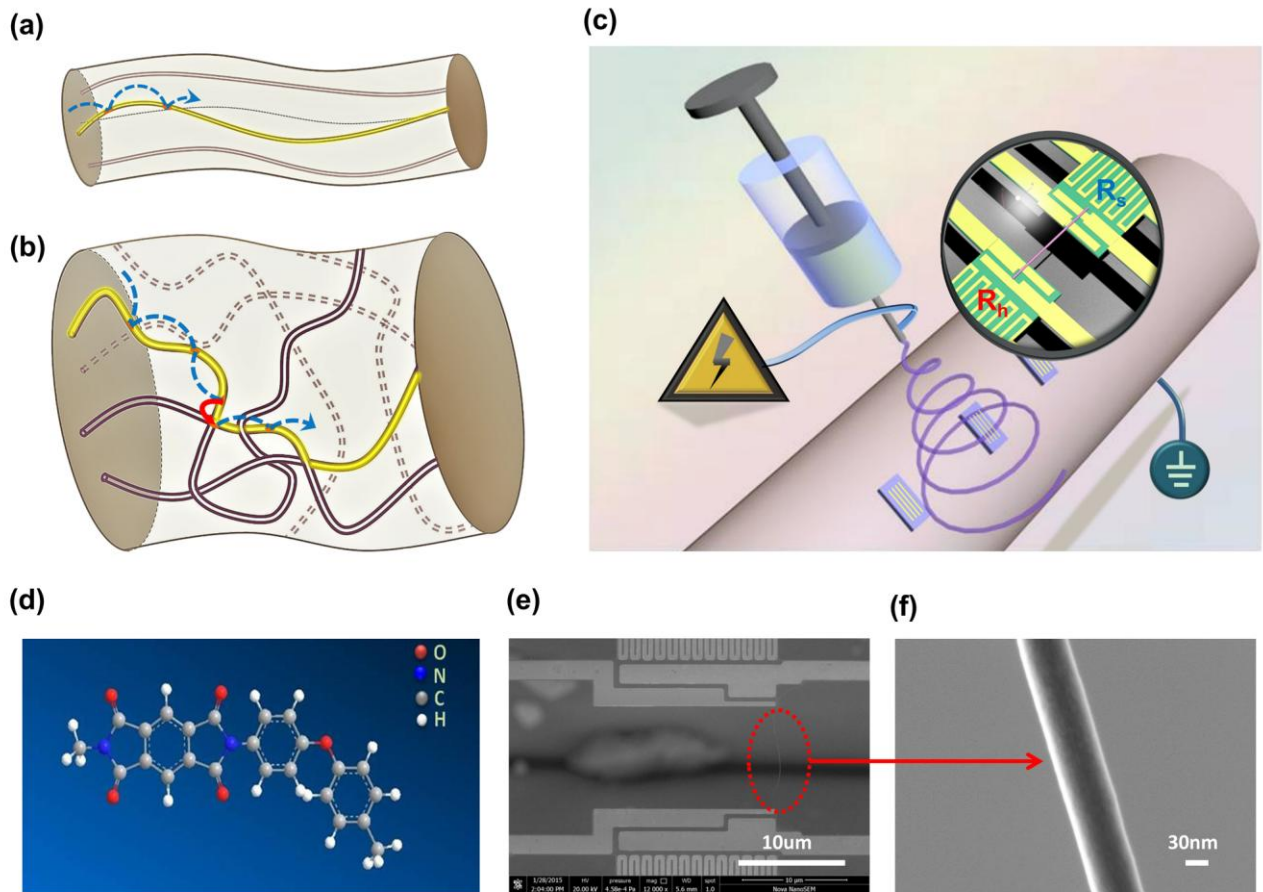 (a)
(b)
(c)
Rs
Rh
(d)
O
N
C
H
(e)
10um
1/28/2015 HV pressure mag WD spot 10 μm
2:04:00 PM 20.00 kV 4.58e-4 Pa 12 000 x 5.6 mm 1.0 Nova NanoSEM
(f)
30nm